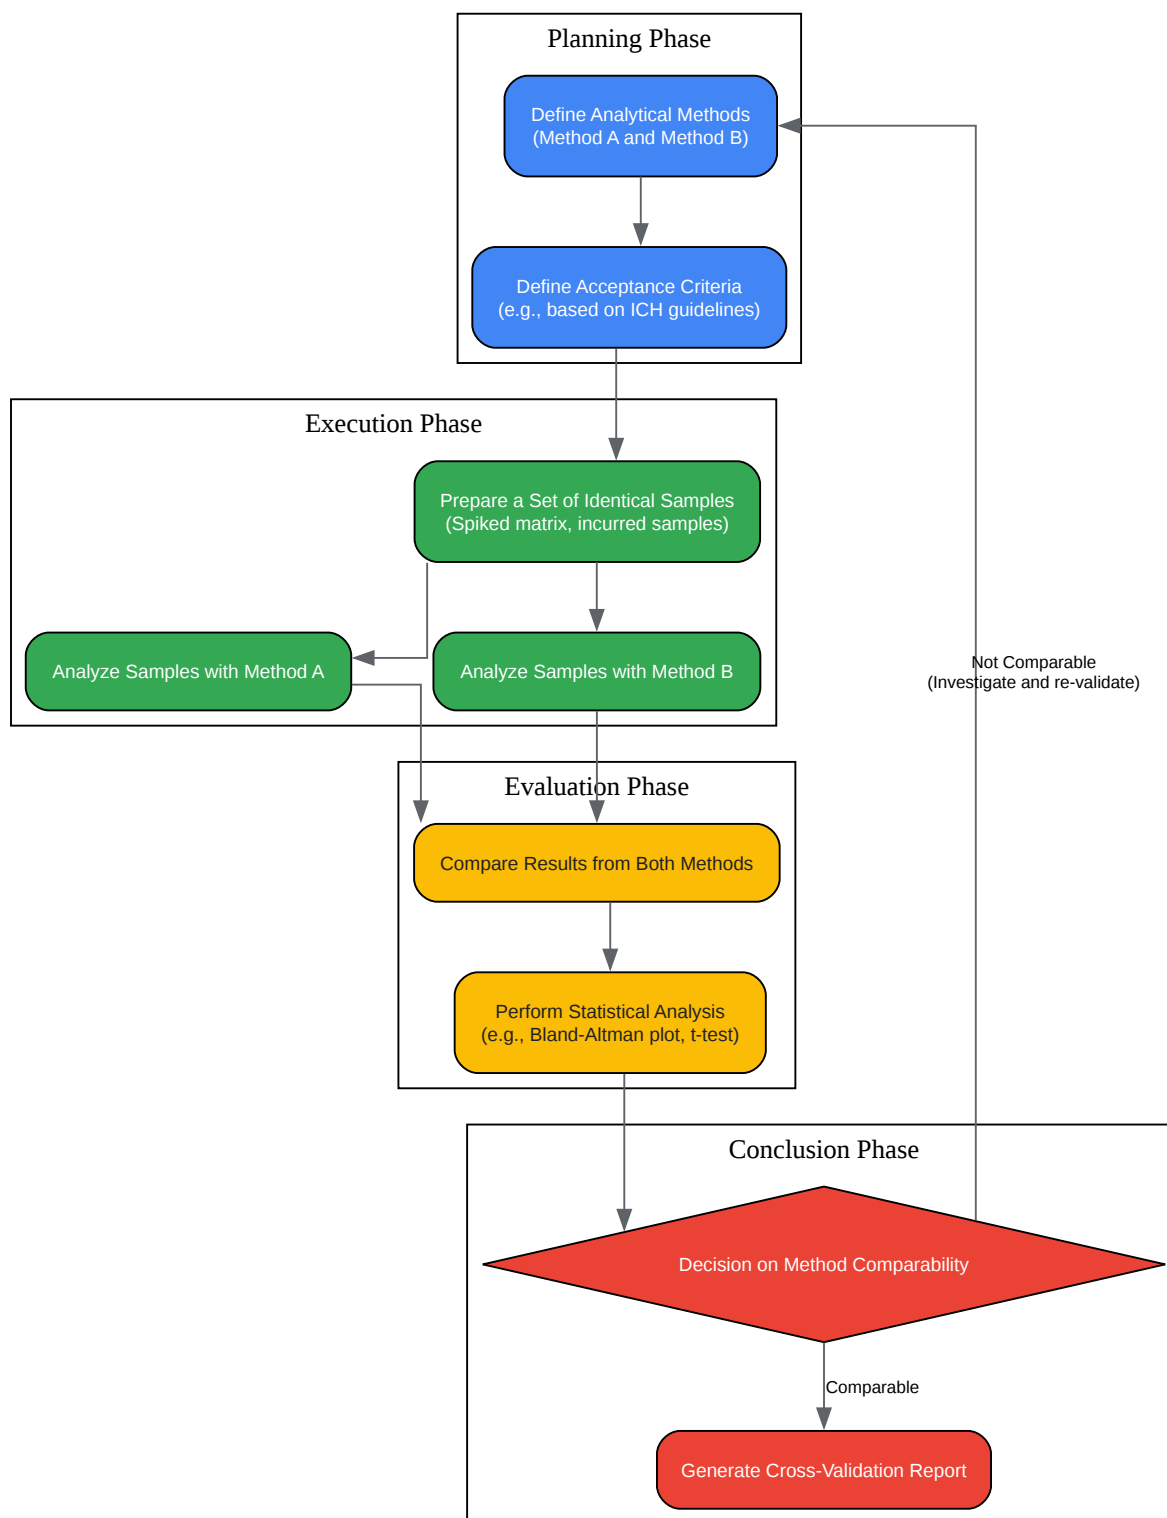 Planning Phase
Define Analytical Methods
(Method A and Method B)
Define Acceptance Criteria
(e.g., based on ICH guidelines)
Execution Phase
Prepare a Set of Identical Samples
(Spiked matrix, incurred samples)
Analyze Samples with Method A
Analyze Samples with Method B
Not Comparable
(Investigate and re-validate)
Evaluation Phase
Compare Results from Both Methods
Perform Statistical Analysis
(e.g., Bland-Altman plot, t-test)
Conclusion Phase
Decision on Method Comparability
Comparable
Generate Cross-Validation Report